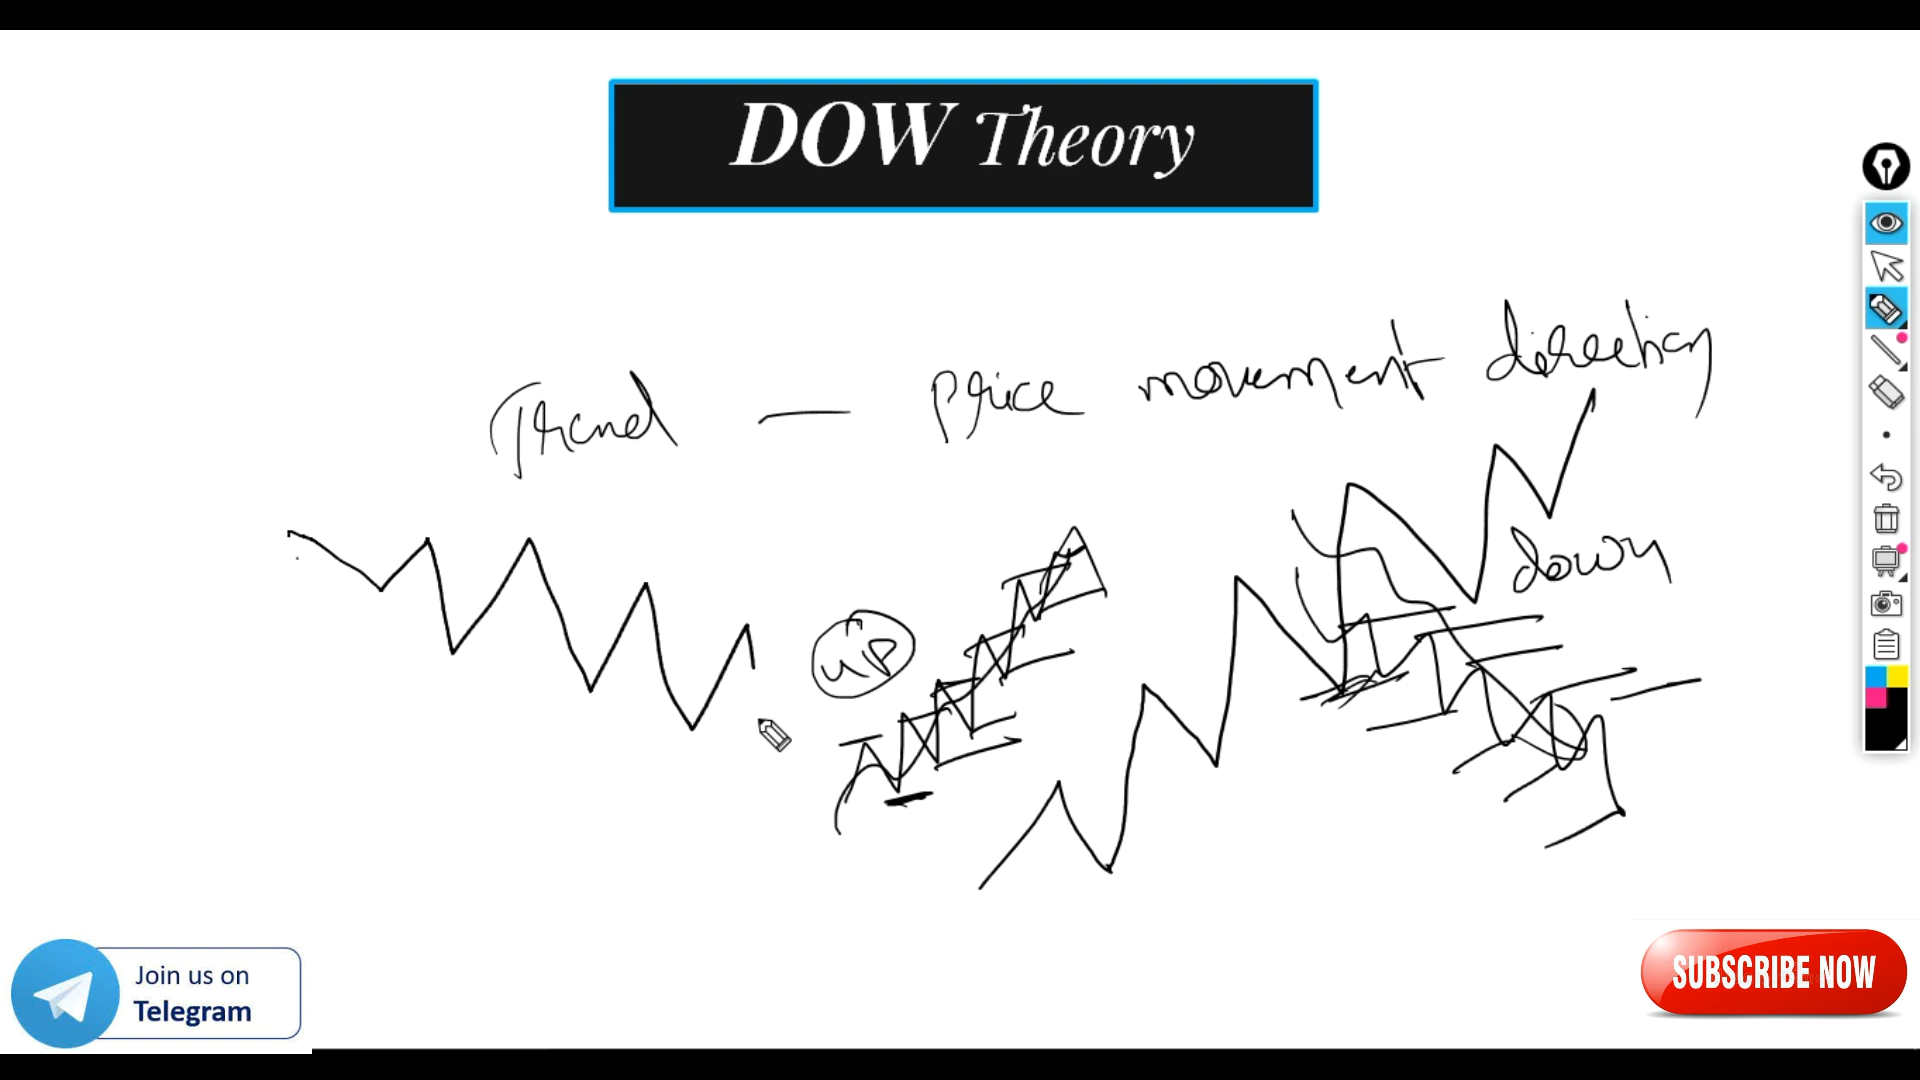 DOW Theory
Trend — Price movement direction
down
UP
Join us on
Telegram
SUBSCRIBE NOW